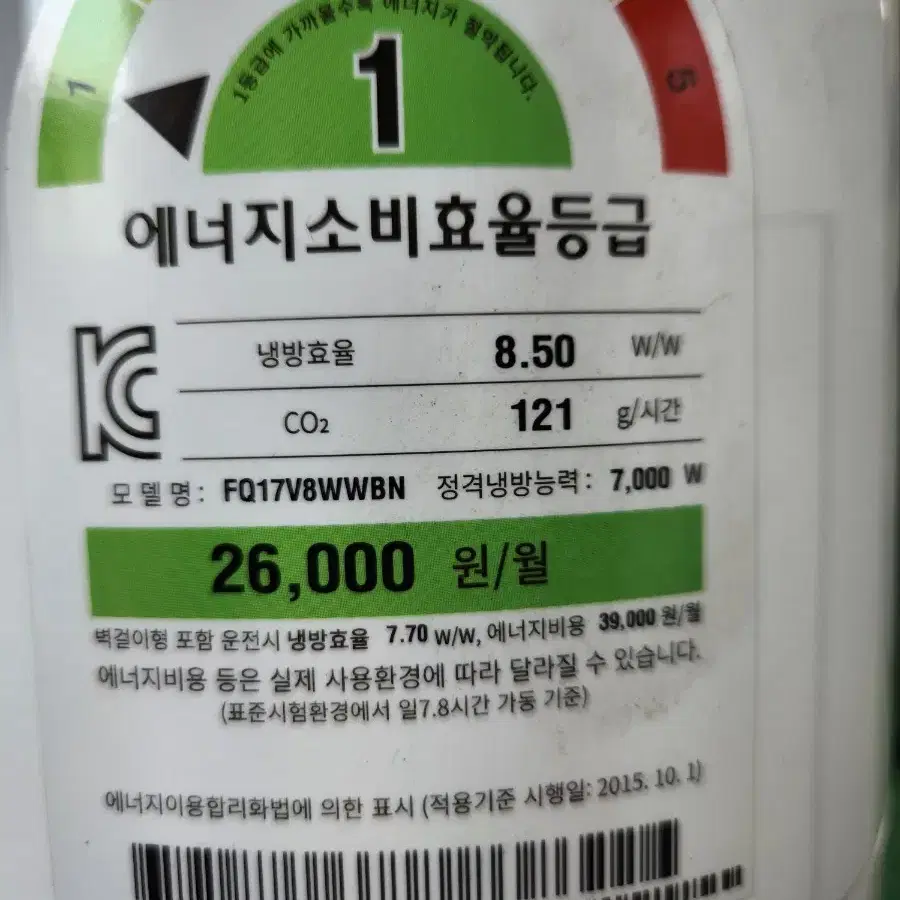 1등급에 가까울수록 에너지가 절약됩니다.
1
1
5
에너지소비효율등급
냉방효율 8.50 W/W
CO₂ 121 g/시간
모델명: FQ17V8WWBN 정격냉방능력: 7,000 W
26,000 원/월
벽걸이형 포함 운전시 냉방효율 7.70 W/W, 에너지비용 39,000 원/월
에너지비용 등은 실제 사용환경에 따라 달라질 수 있습니다.
(표준시험환경에서 일7.8시간 가동 기준)
에너지이용합리화법에 의한 표시 (적용기준 시행일: 2015. 10. 1)